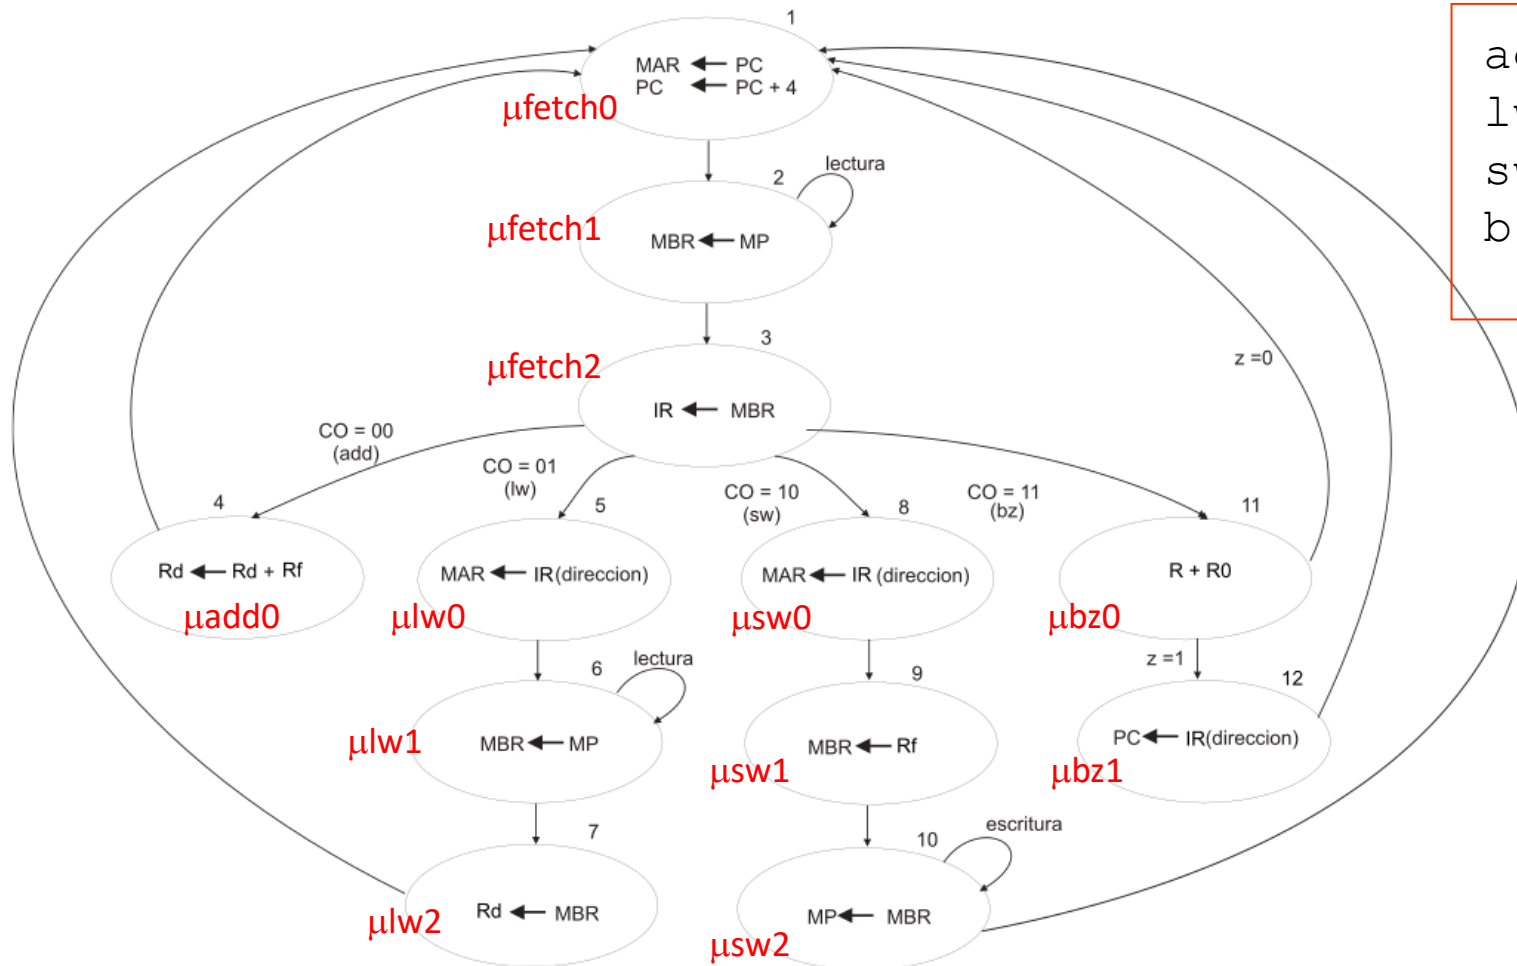 1
MAR ← PC
PC ← PC + 4
μfetch0
lectura
2
μfetch1
MBR ← MP
3
μfetch2
IR ← MBR
z =0
CO = 00
(add)
CO = 01
(lw)
CO = 10
(sw)
CO = 11
(bz)
4
Rd ← Rd + Rf
μadd0
5
MAR ← IR(direccion)
μlw0
8
MAR ← IR (direccion)
μsw0
11
R + R0
μbz0
6
lectura
MBR ← MP
μlw1
9
MBR ← Rf
μsw1
z =1
12
PC ← IR(direccion)
μbz1
7
Rd ← MBR
μlw2
10
escritura
MP ← MBR
μsw2